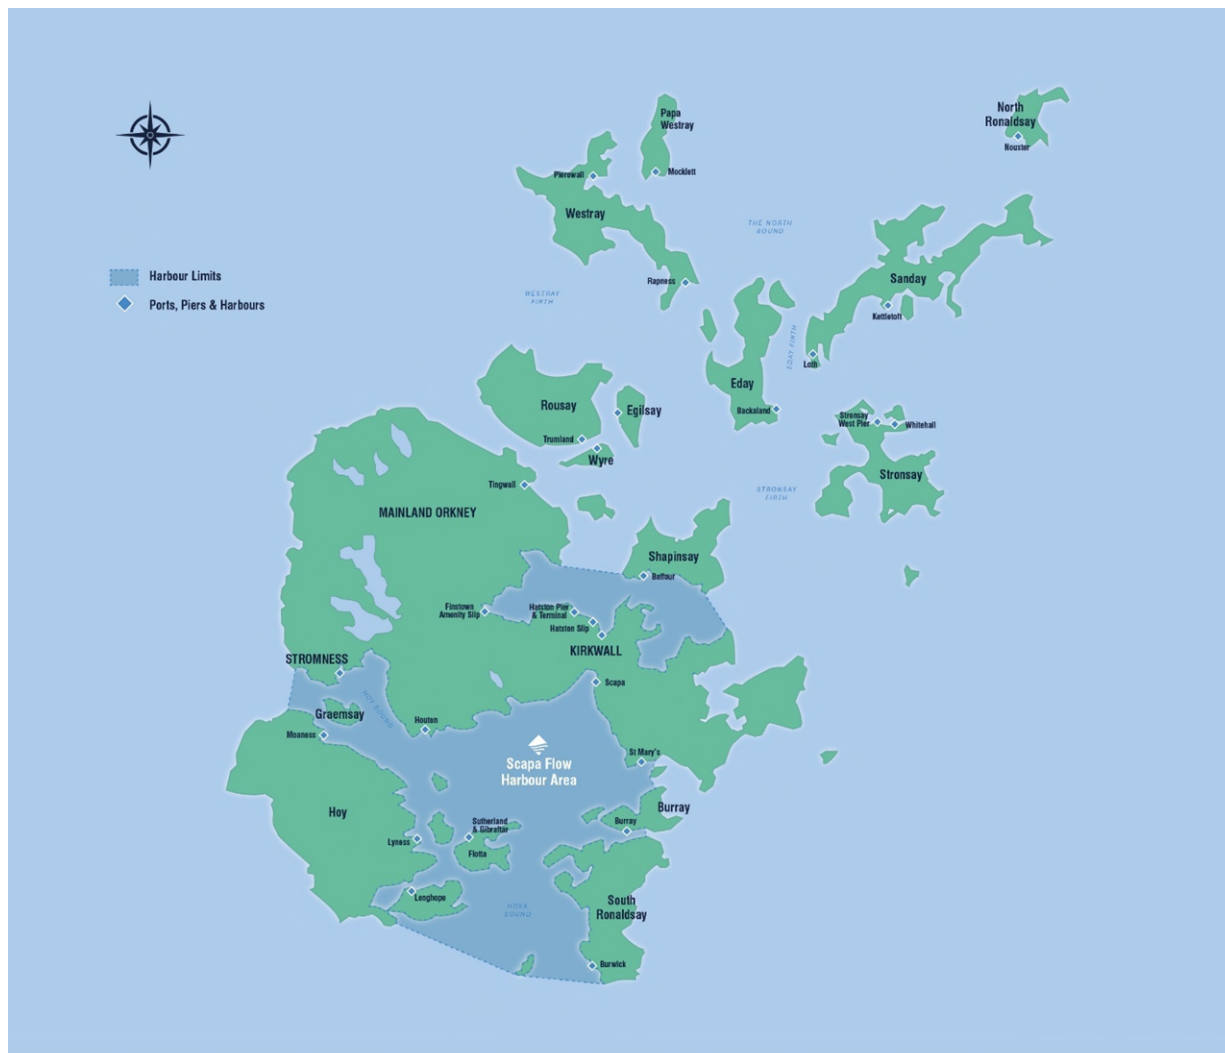 Papa
Westray
North
Ronaldsay
Nouster
Pierowall
Mocklett
Westray
THE NORTH
SOUND
Harbour Limits
Ports, Piers & Harbours
Rapness
WESTRAY
FIRTH
Sanday
Kettletoft
EDAY FIRTH
Loth
Eday
Backaland
Rousay
Egilsay
Trumland
Wyre
Stronsay
West Pier
Whitehall
Stronsay
STRONSAY
FIRTH
Tingwall
MAINLAND ORKNEY
Shapinsay
Balfour
Finstown
Amenity Slip
Hatston Pier
& Terminal
Hatston Slip
KIRKWALL
STROMNESS
Scapa
HOY SOUND
Graemsay
Houton
Moaness
St Mary's
Scapa Flow
Harbour Area
Hoy
Burray
Burray
Sutherland
& Gibraltar
Lyness
Flotta
Longhope
HOXA
SOUND
South
Ronaldsay
Burwick